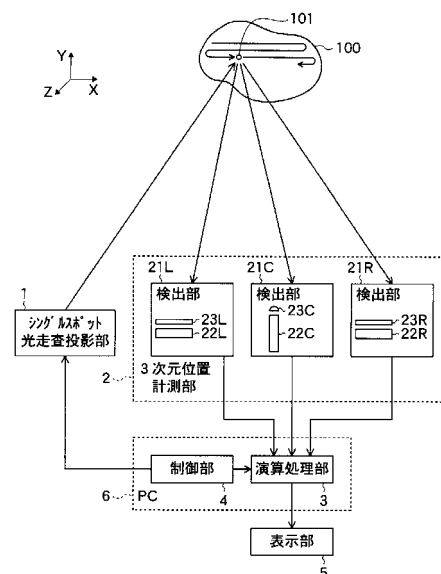 101
100
Y
Z
X
21L
21C
21R
1
検出部
検出部
検出部
23C
23L
22L
22C
23R
22R
シングルスポット
光走査投影部
2
3次元位置
計測部
制御部
演算処理部
6
PC
4
3
表示部
5